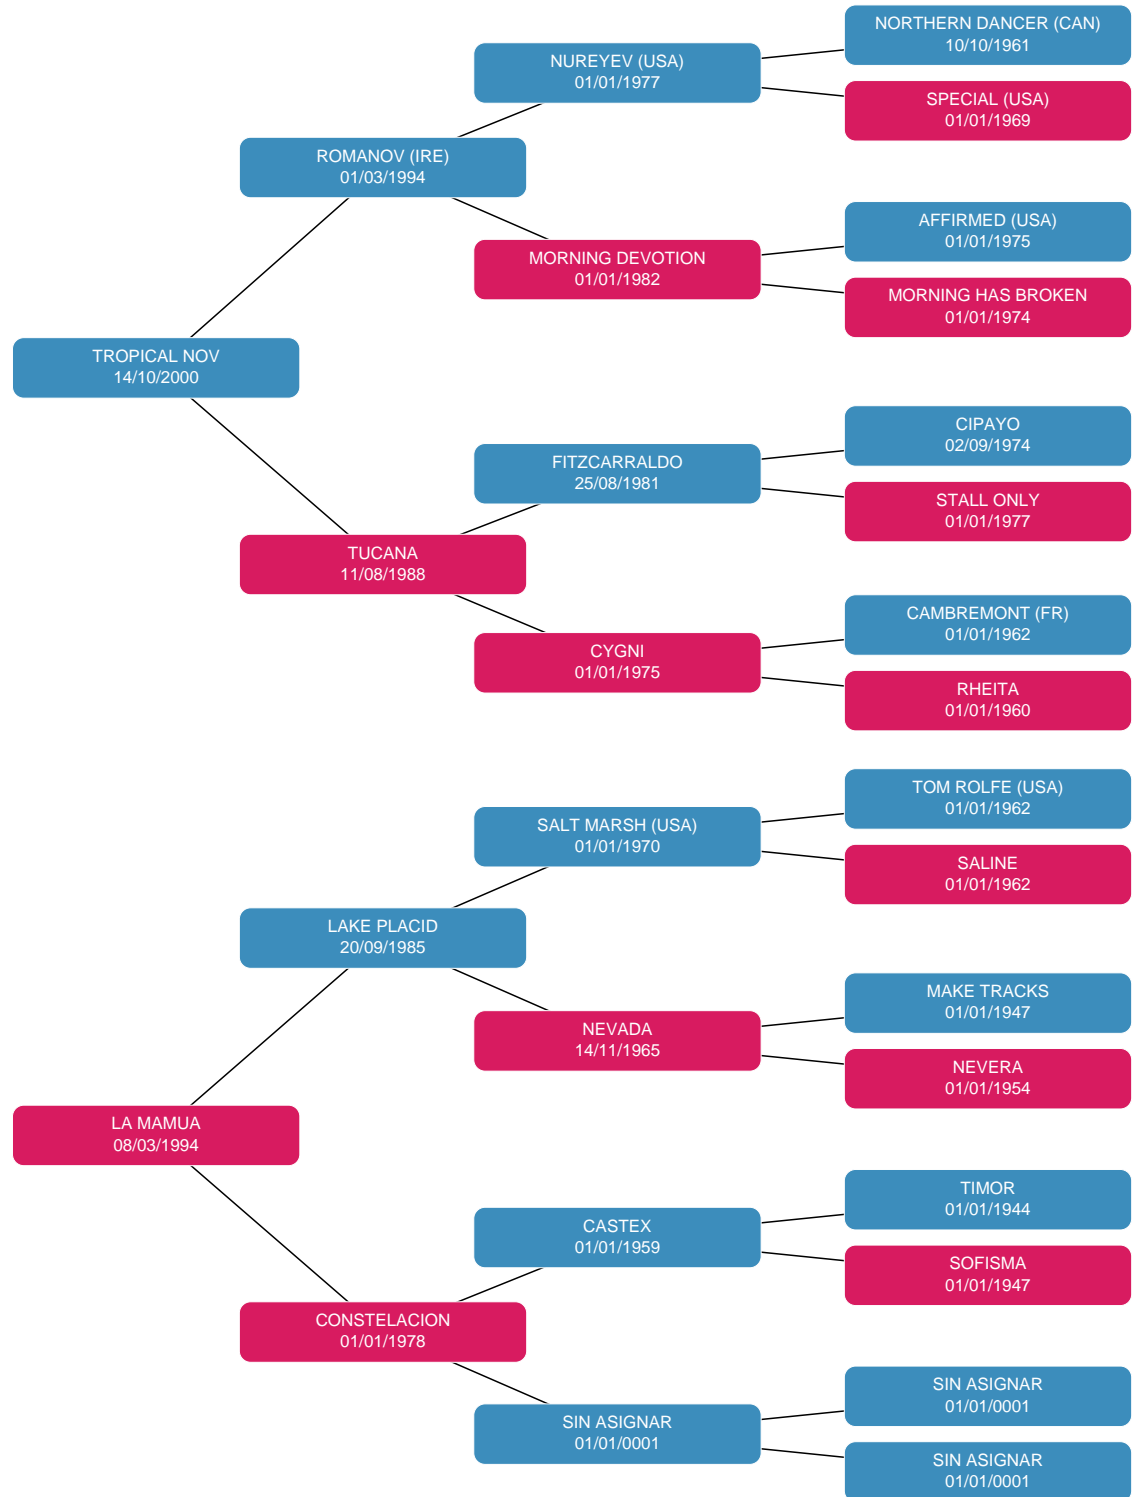 NORTHERN DANCER (CAN)
10/10/1961
NUREYEV (USA)
01/01/1977
SPECIAL (USA)
01/01/1969
ROMANOV (IRE)
01/03/1994
AFFIRMED (USA)
01/01/1975
MORNING DEVOTION
01/01/1982
MORNING HAS BROKEN
01/01/1974
TROPICAL NOV
14/10/2000
CIPAYO
02/09/1974
FITZCARRALDO
25/08/1981
STALL ONLY
01/01/1977
TUCANA
11/08/1988
CAMBREMONT (FR)
01/01/1962
CYGNI
01/01/1975
RHEITA
01/01/1960
TOM ROLFE (USA)
01/01/1962
SALT MARSH (USA)
01/01/1970
SALINE
01/01/1962
LAKE PLACID
20/09/1985
MAKE TRACKS
01/01/1947
NEVADA
14/11/1965
NEVERA
01/01/1954
LA MAMUA
08/03/1994
TIMOR
01/01/1944
CASTEX
01/01/1959
SOFISMA
01/01/1947
CONSTELACION
01/01/1978
SIN ASIGNAR
01/01/0001
SIN ASIGNAR
01/01/0001
SIN ASIGNAR
01/01/0001